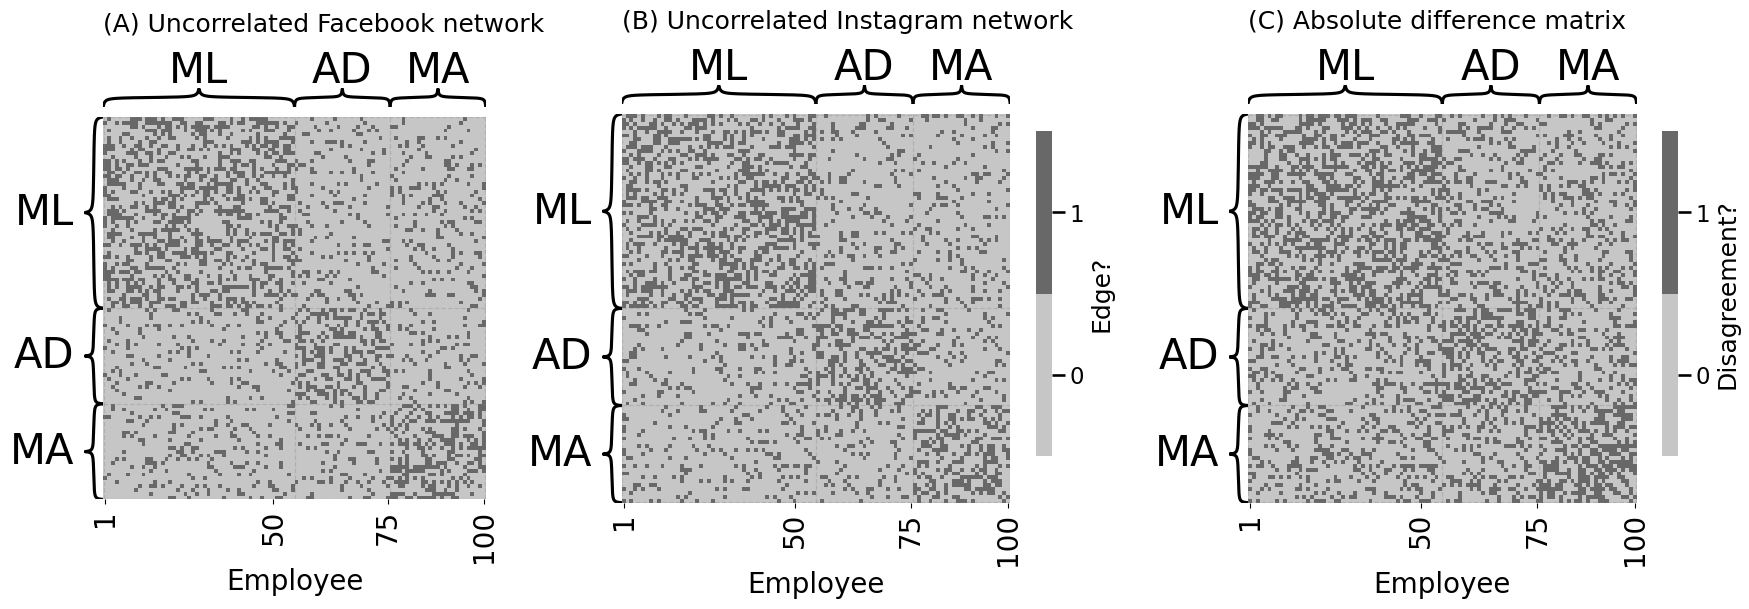 (A) Uncorrelated Facebook network
ML AD MA
ML
AD
MA
1 50 75 100
Employee
(B) Uncorrelated Instagram network
ML AD MA
ML
AD
MA
1 50 75 100
Employee
1
0
Edge?
(C) Absolute difference matrix
ML AD MA
ML
AD
MA
1 50 75 100
Employee
1
0
Disagreement?